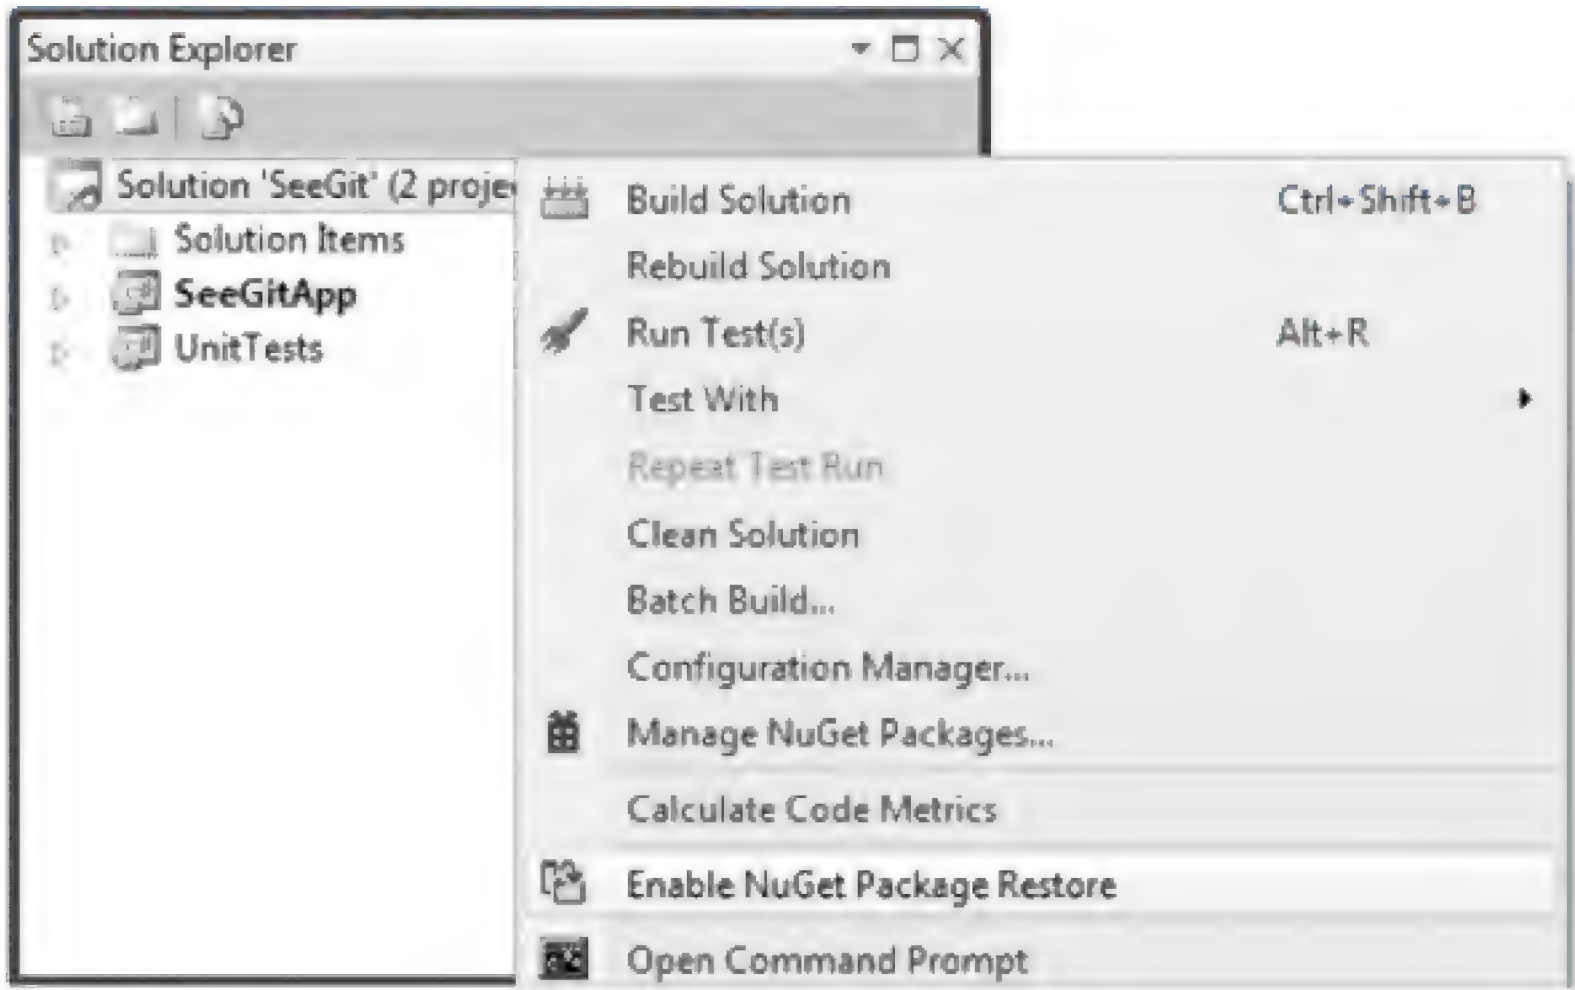 Solution Explorer
Solution 'SeeGit' (2 proje
Solution Items
SeeGitApp
UnitTests
Build Solution Ctrl+Shift+B
Rebuild Solution
Run Test(s) Alt+R
Test With
Repeat Test Run
Clean Solution
Batch Build...
Configuration Manager...
Manage NuGet Packages...
Calculate Code Metrics
Enable NuGet Package Restore
Open Command Prompt